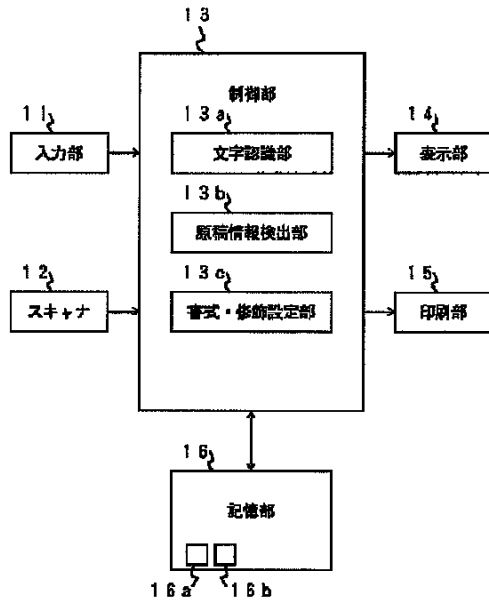 13
制御部
11
13a
14
入力部
文字認識部
表示部
13b
原稿情報検出部
12
13c
15
スキャナ
書式・修飾設定部
印刷部
16
記憶部
16a
16b